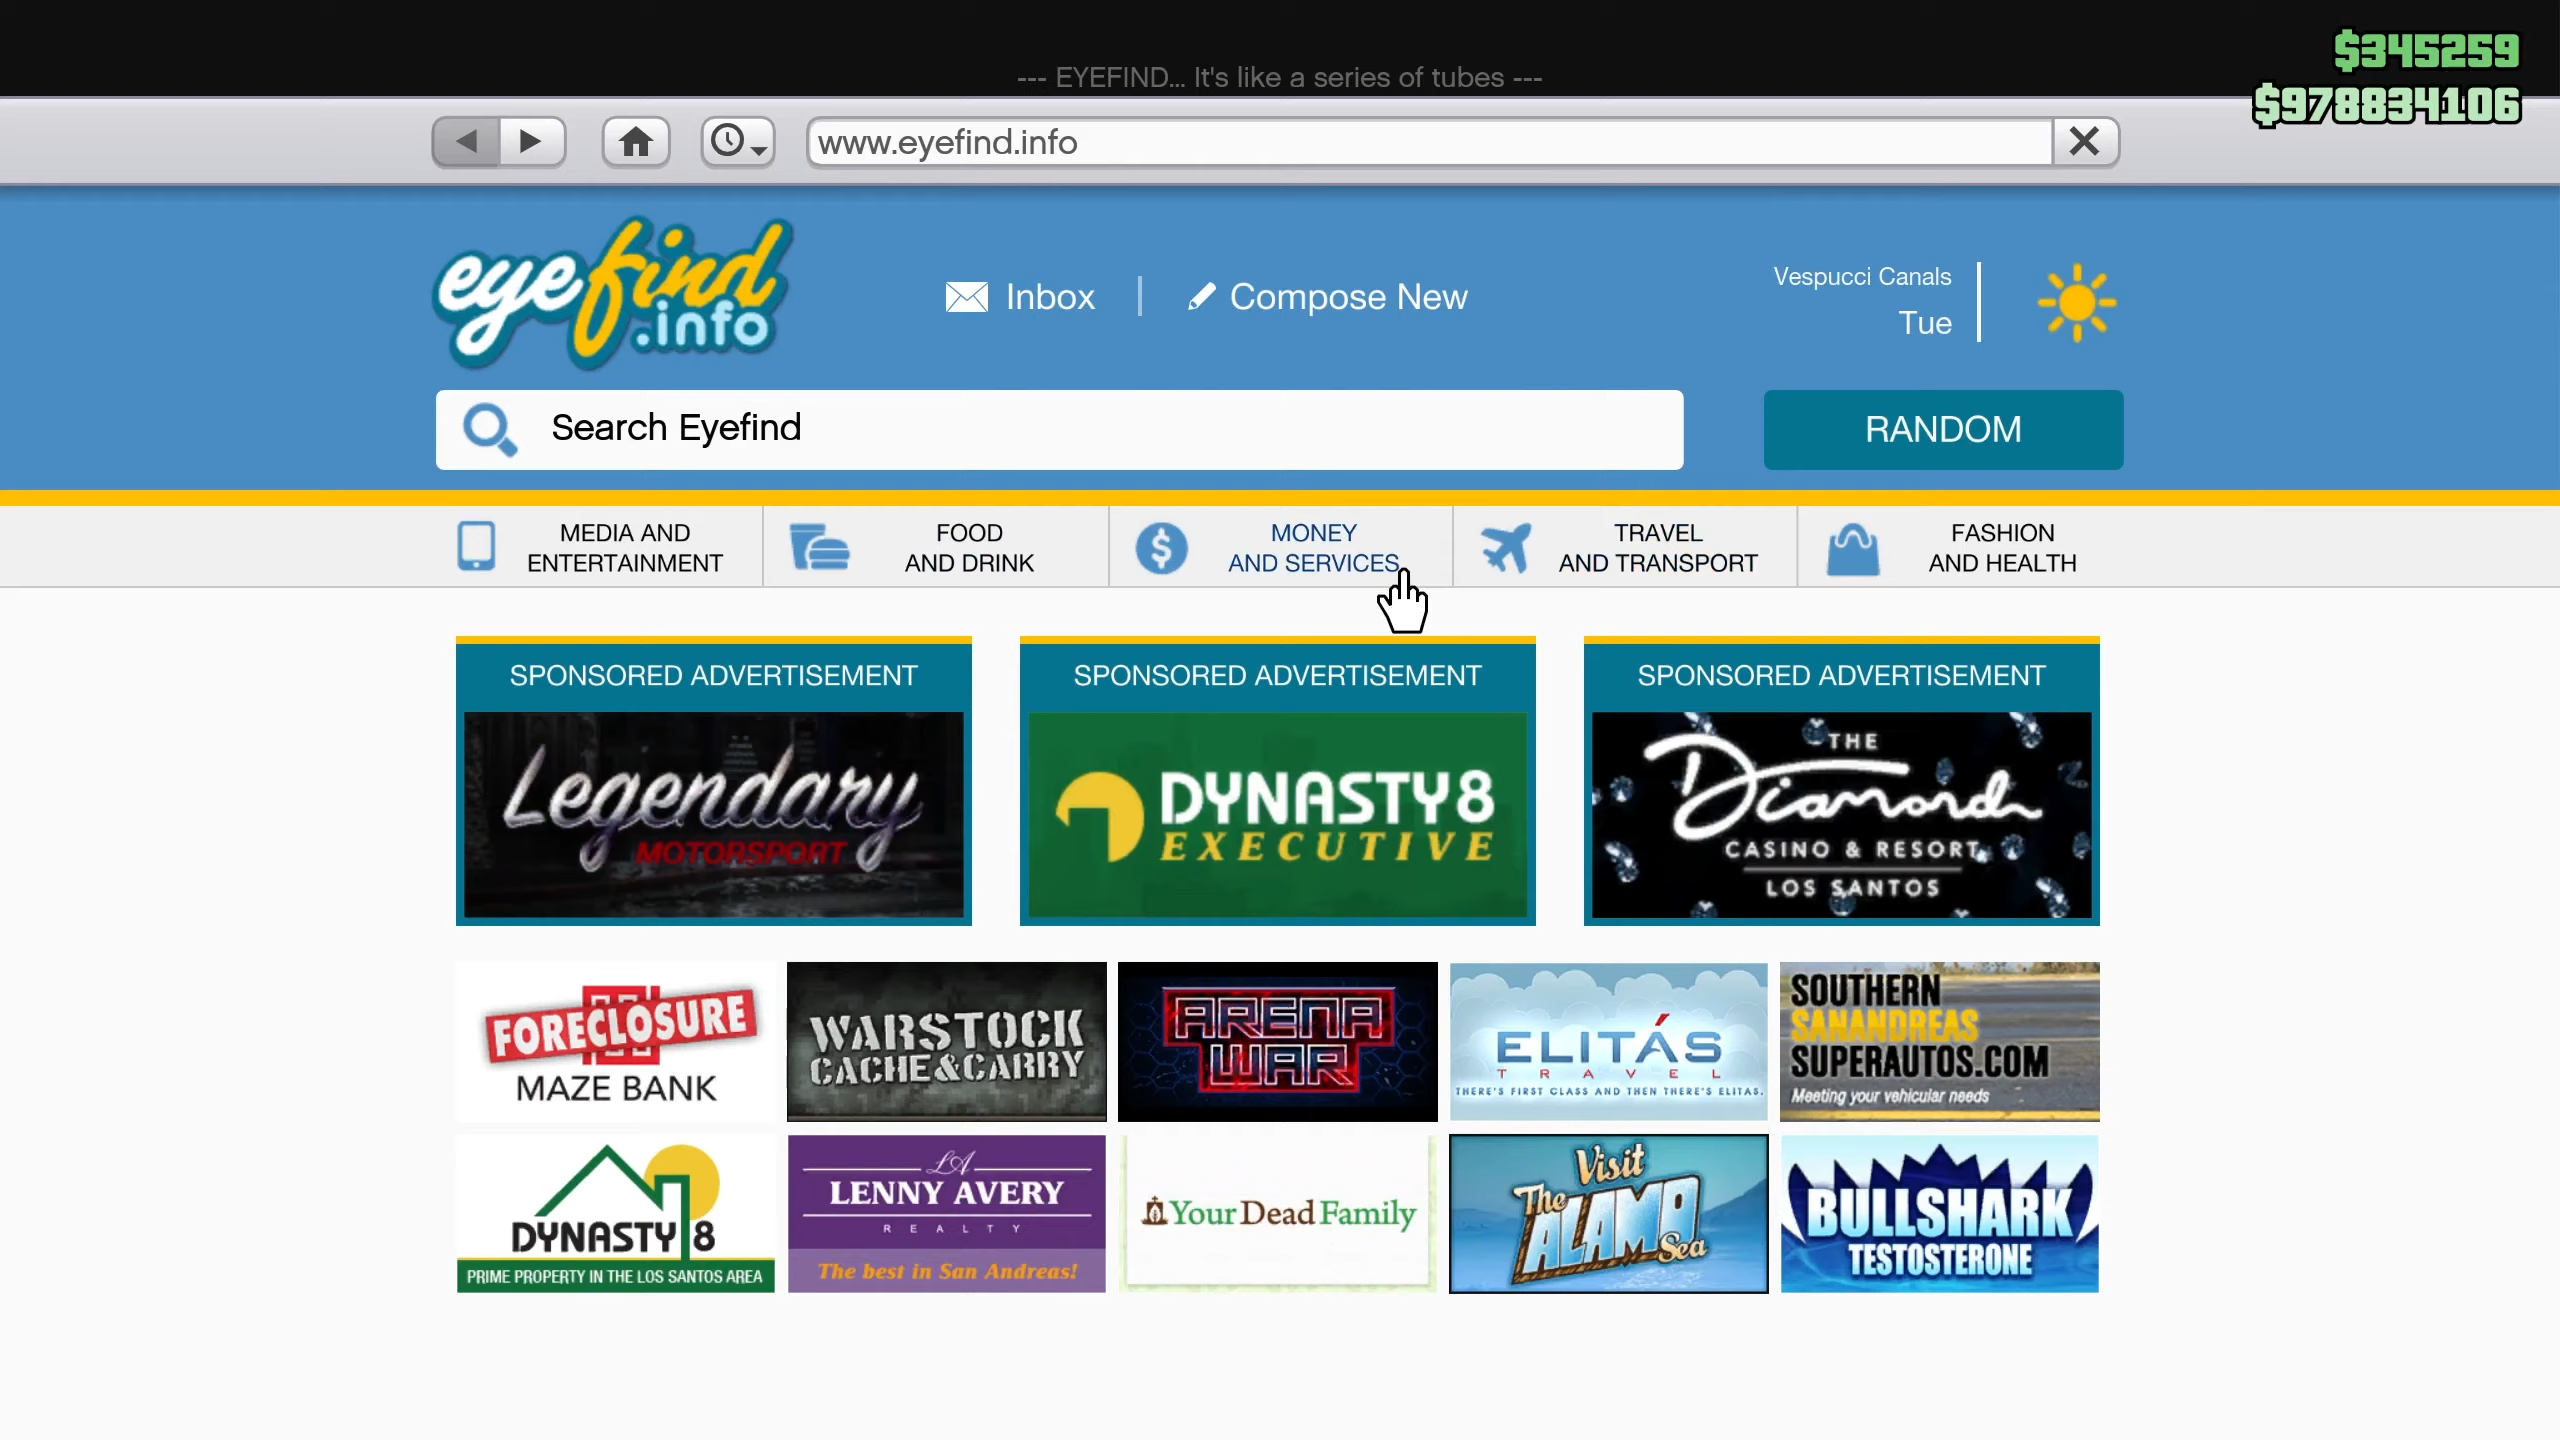 $345259
--- EYEFIND... It's like a series of tubes ---
$978834106
www.eyefind.info
eyefind
.info
Inbox
Compose New
Vespucci Canals
Tue
Search Eyefind
RANDOM
MEDIA AND
ENTERTAINMENT
FOOD
AND DRINK
MONEY
AND SERVICES
TRAVEL
AND TRANSPORT
FASHION
AND HEALTH
SPONSORED ADVERTISEMENT
Legendary
MOTORSPORT
SPONSORED ADVERTISEMENT
DYNASTY8
EXECUTIVE
SPONSORED ADVERTISEMENT
THE
Diamond
CASINO & RESORT
LOS SANTOS
FORECLOSURE
MAZE BANK
WARSTOCK
CACHE&CARRY
ARENA
WAR
ELITÁS
TRAVEL
THERE'S FIRST CLASS AND THEN THERE'S ELITAS.
SOUTHERN
SANANDREAS
SUPERAUTOS.COM
Meeting your vehicular needs
DYNASTY 8
PRIME PROPERTY IN THE LOS SANTOS AREA
LA
LENNY AVERY
REALTY
The best in San Andreas!
Your Dead Family
Visit
The
ALAMO
Sea
BULLSHARK
TESTOSTERONE